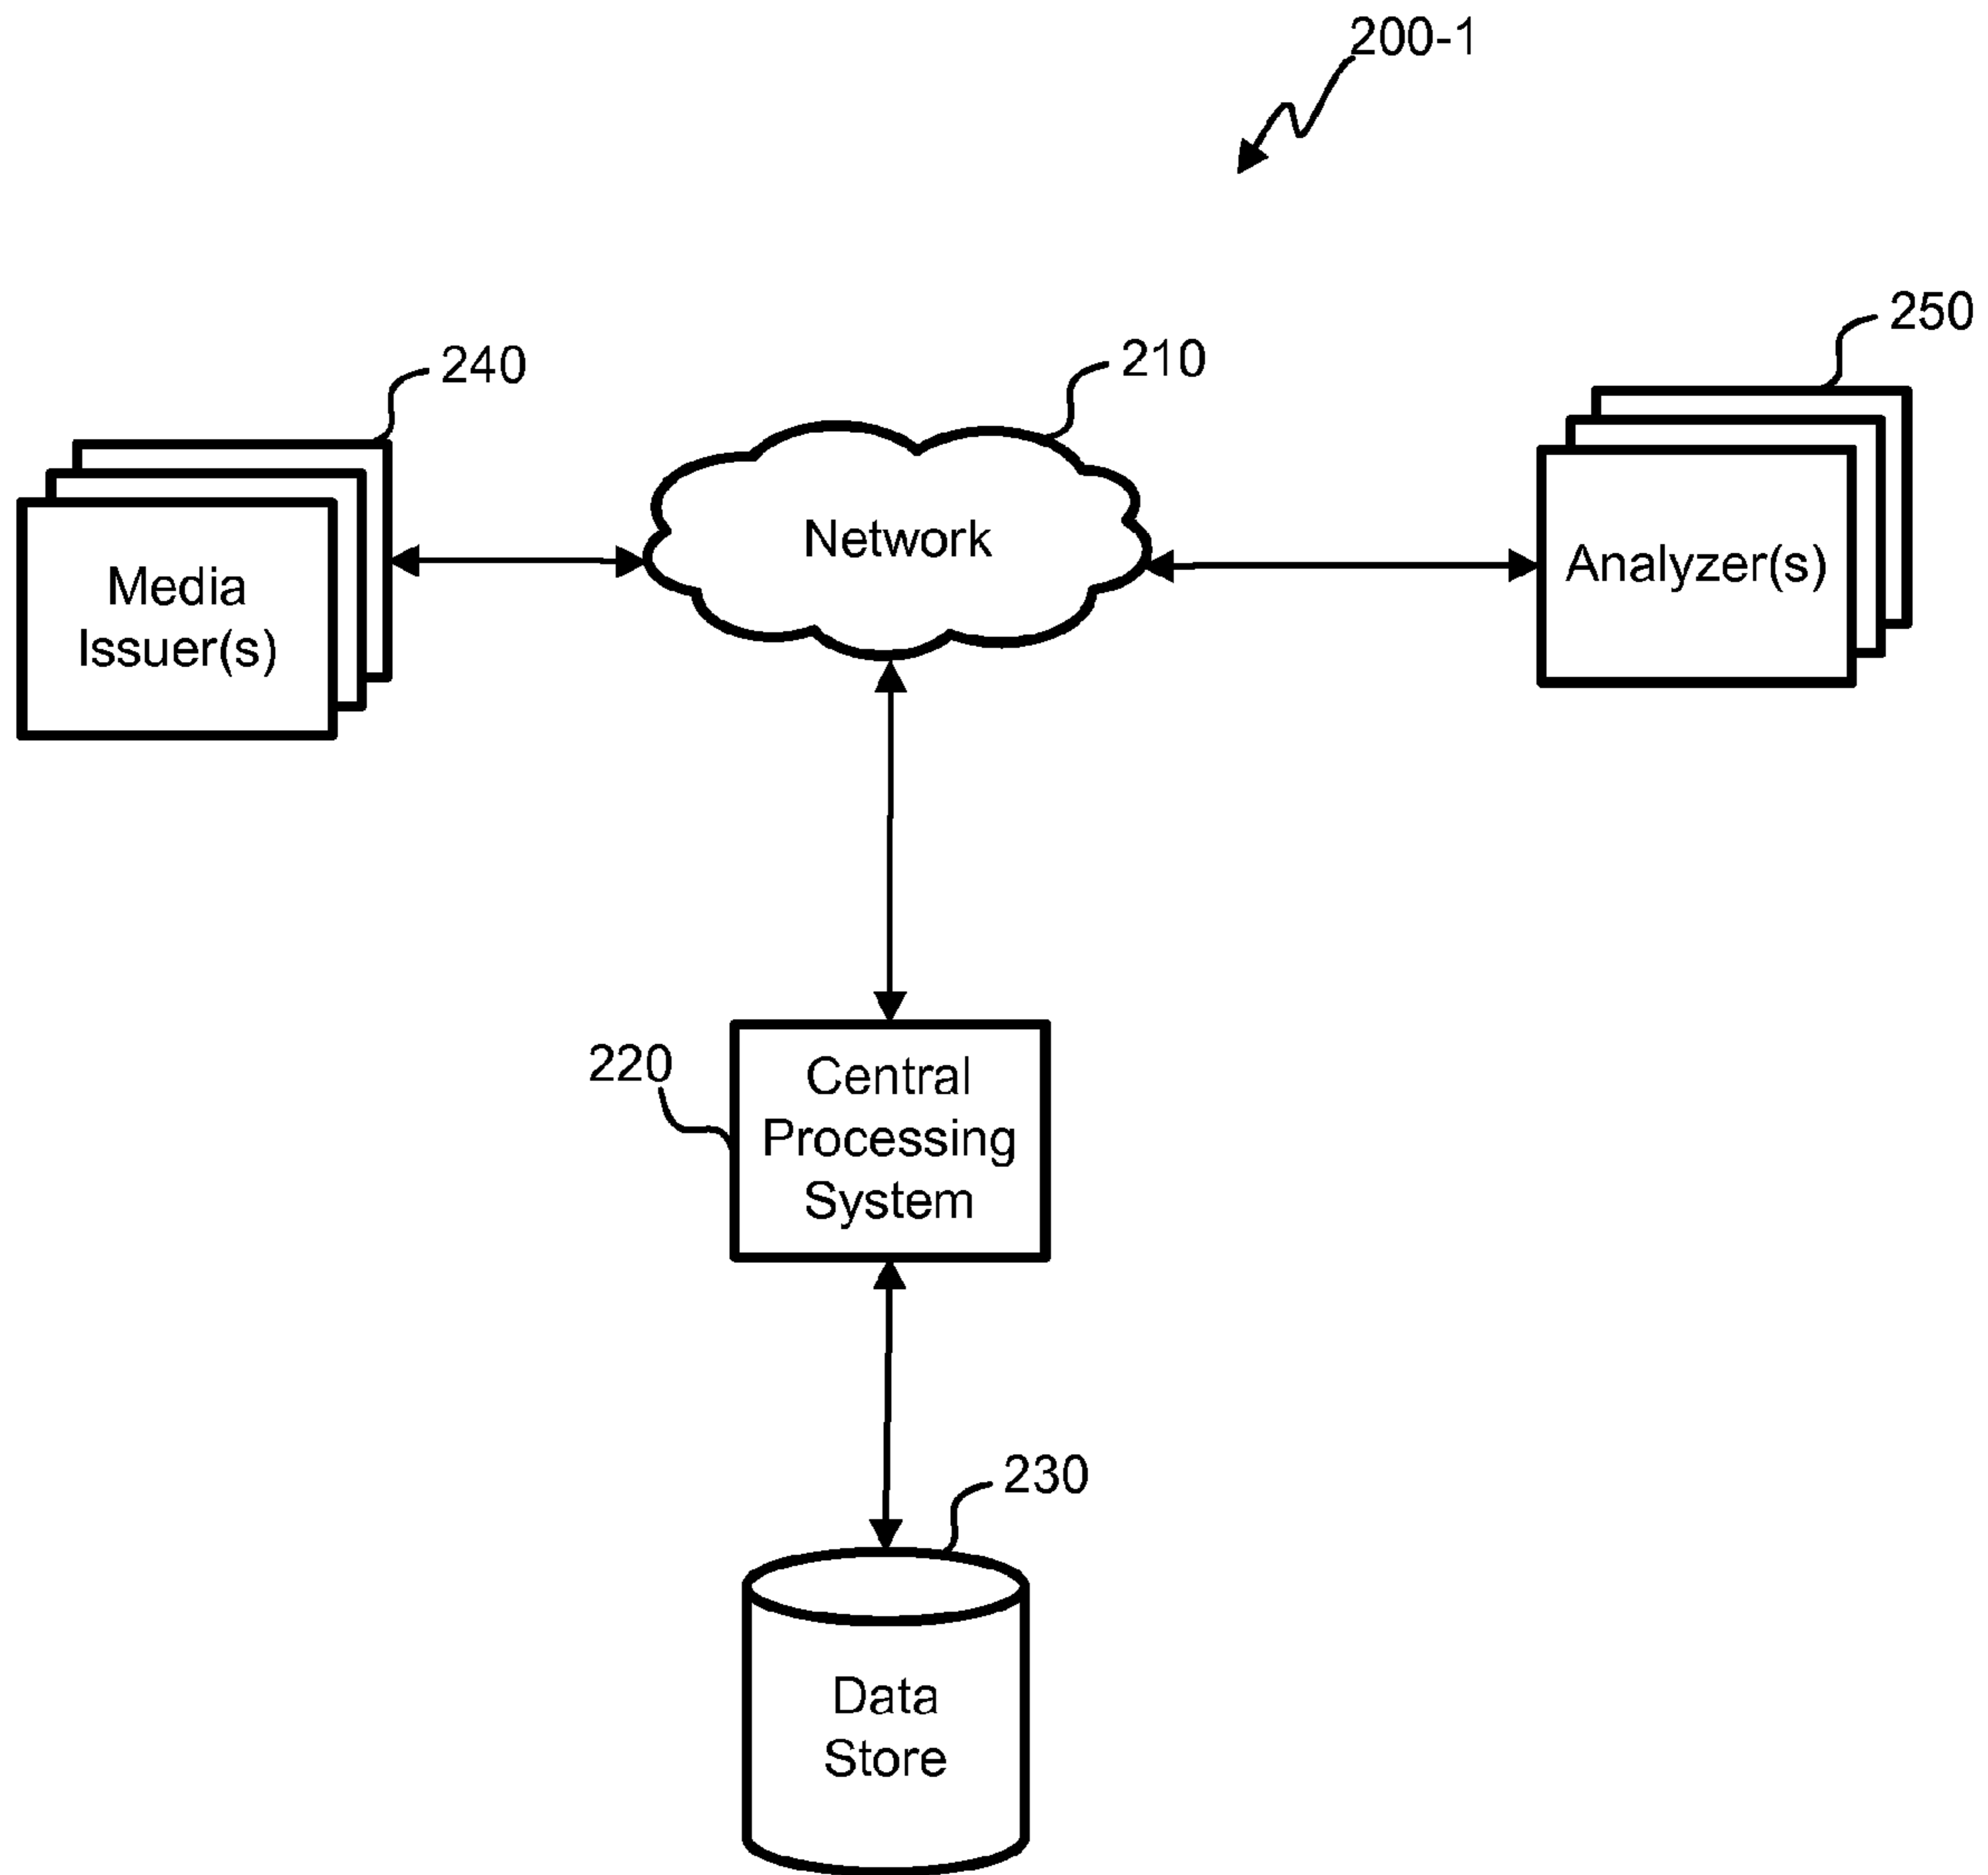 200-1
250
240
210
Network
Analyzer(s)
Media
Issuer(s)
220
Central
Processing
System
230
Data
Store